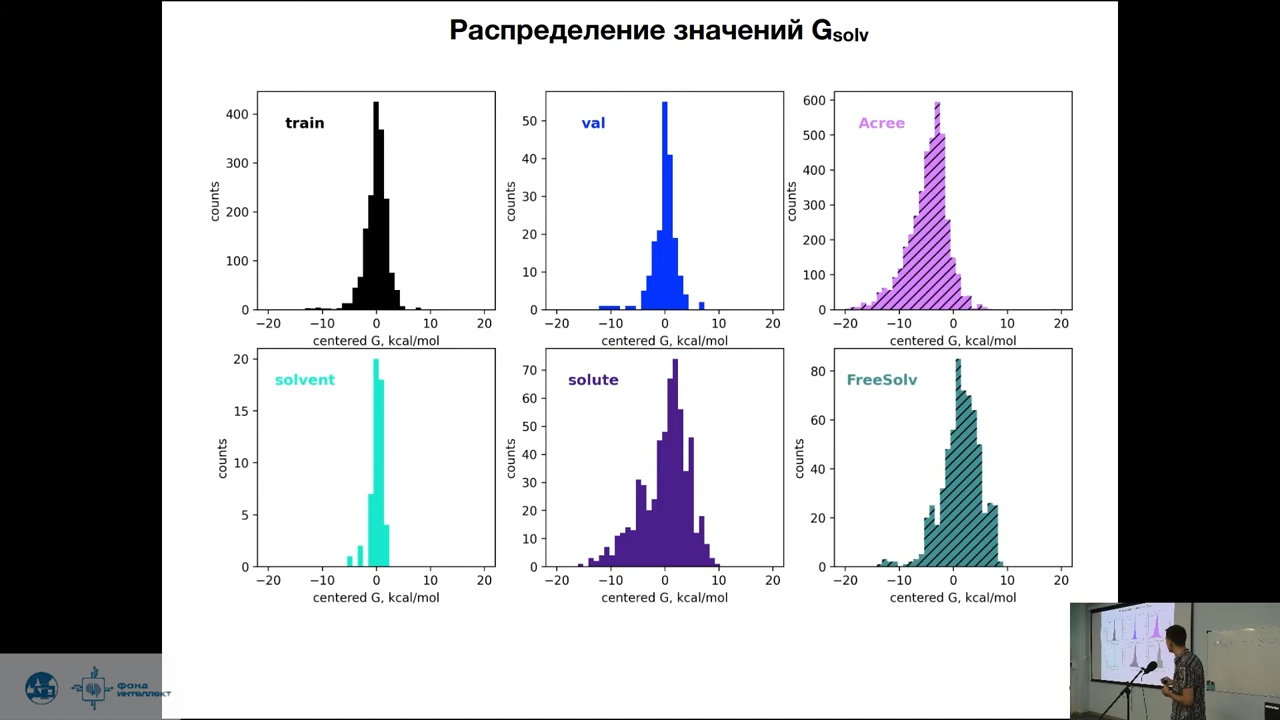 Распределение значений Gsolv
train
val
Acree
400
300
200
100
0
counts
−20 −10 0 10 20
centered G, kcal/mol
50
40
30
20
10
0
counts
−20 −10 0 10 20
centered G, kcal/mol
600
500
400
300
200
100
0
counts
−20 −10 0 10 20
centered G, kcal/mol
solvent
solute
FreeSolv
20
15
10
5
0
counts
−20 −10 0 10 20
centered G, kcal/mol
70
60
50
40
30
20
10
0
counts
−20 −10 0 10 20
centered G, kcal/mol
80
60
40
20
0
counts
−20 −10 0 10 20
centered G, kcal/mol
Фонд
интеллект